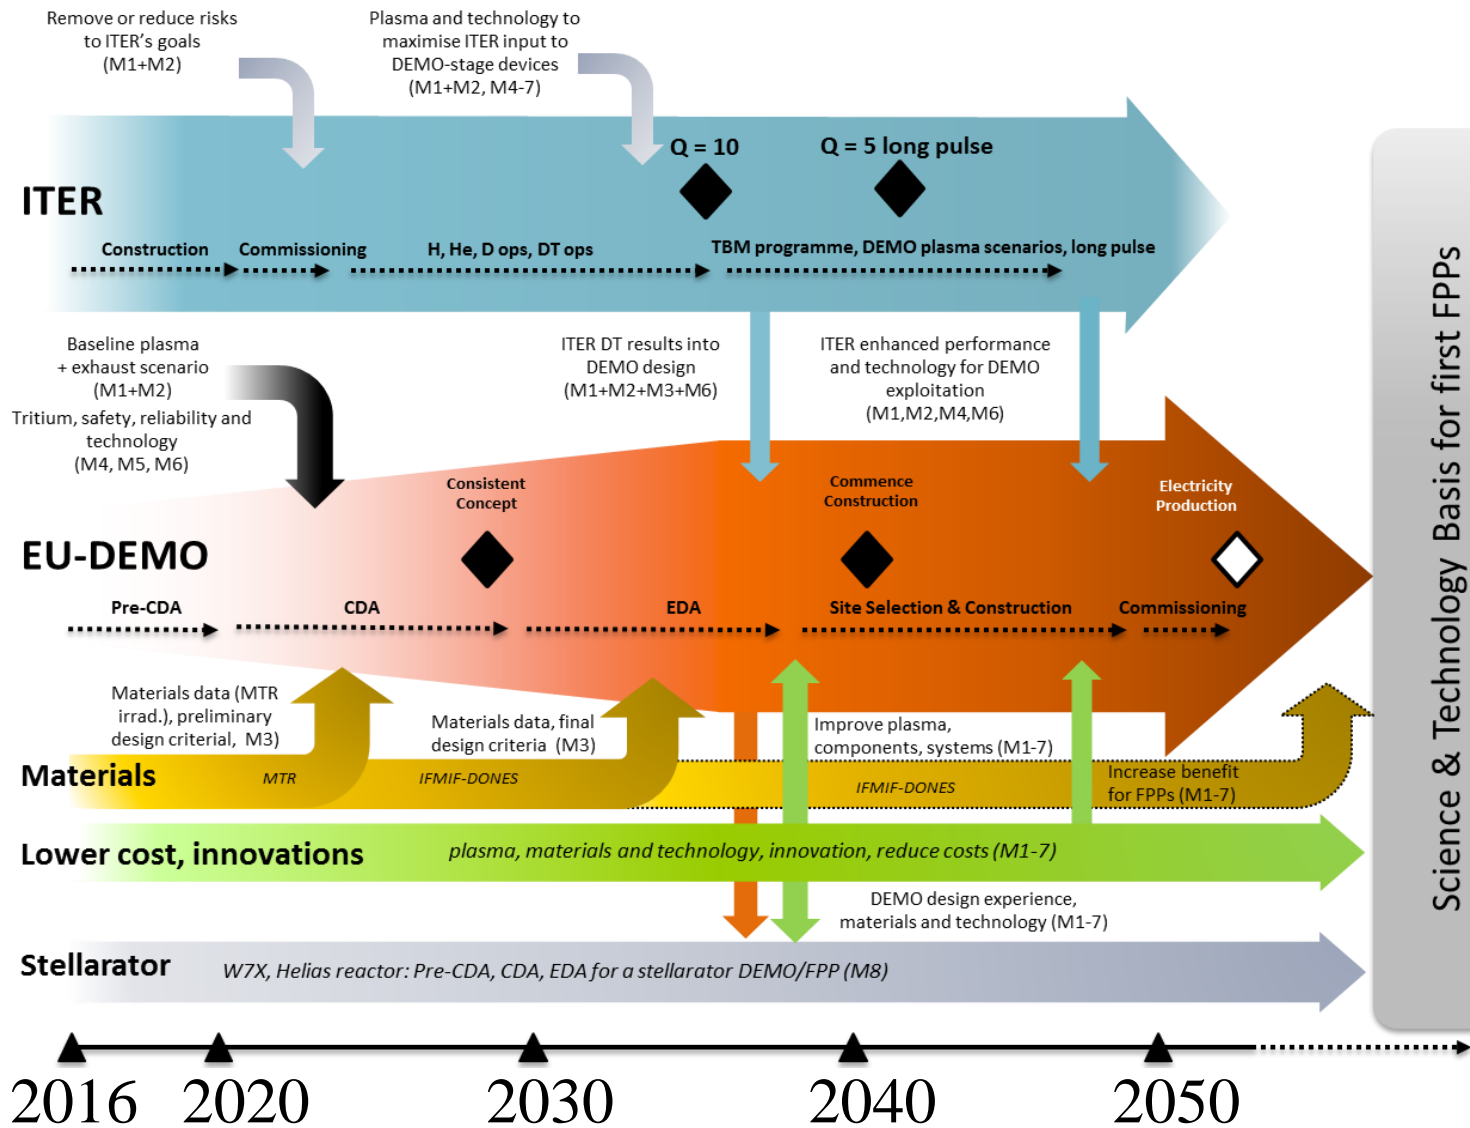 Remove or reduce risks
to ITER's goals
(M1+M2)
Plasma and technology to
maximise ITER input to
DEMO-stage devices
(M1+M2, M4-7)
Q = 10
Q = 5 long pulse
ITER
Construction
Commissioning
H, He, D ops, DT ops
TBM programme, DEMO plasma scenarios, long pulse
Baseline plasma
+ exhaust scenario
(M1+M2)
Tritium, safety, reliability and
technology
(M4, M5, M6)
ITER DT results into
DEMO design
(M1+M2+M3+M6)
ITER enhanced performance
and technology for DEMO
exploitation
(M1,M2,M4,M6)
Consistent
Concept
Commence
Construction
Electricity
Production
EU-DEMO
Pre-CDA
CDA
EDA
Site Selection & Construction
Commissioning
Materials data (MTR
irrad.), preliminary
design criterial, M3)
Materials data, final
design criteria (M3)
Improve plasma,
components, systems (M1-7)
Materials
MTR
IFMIF-DONES
IFMIF-DONES
Increase benefit
for FPPs (M1-7)
Lower cost, innovations
plasma, materials and technology, innovation, reduce costs (M1-7)
DEMO design experience,
materials and technology (M1-7)
Stellarator
W7X, Helias reactor: Pre-CDA, CDA, EDA for a stellarator DEMO/FPP (M8)
Science & Technology Basis for first FPPs
2016
2020
2030
2040
2050